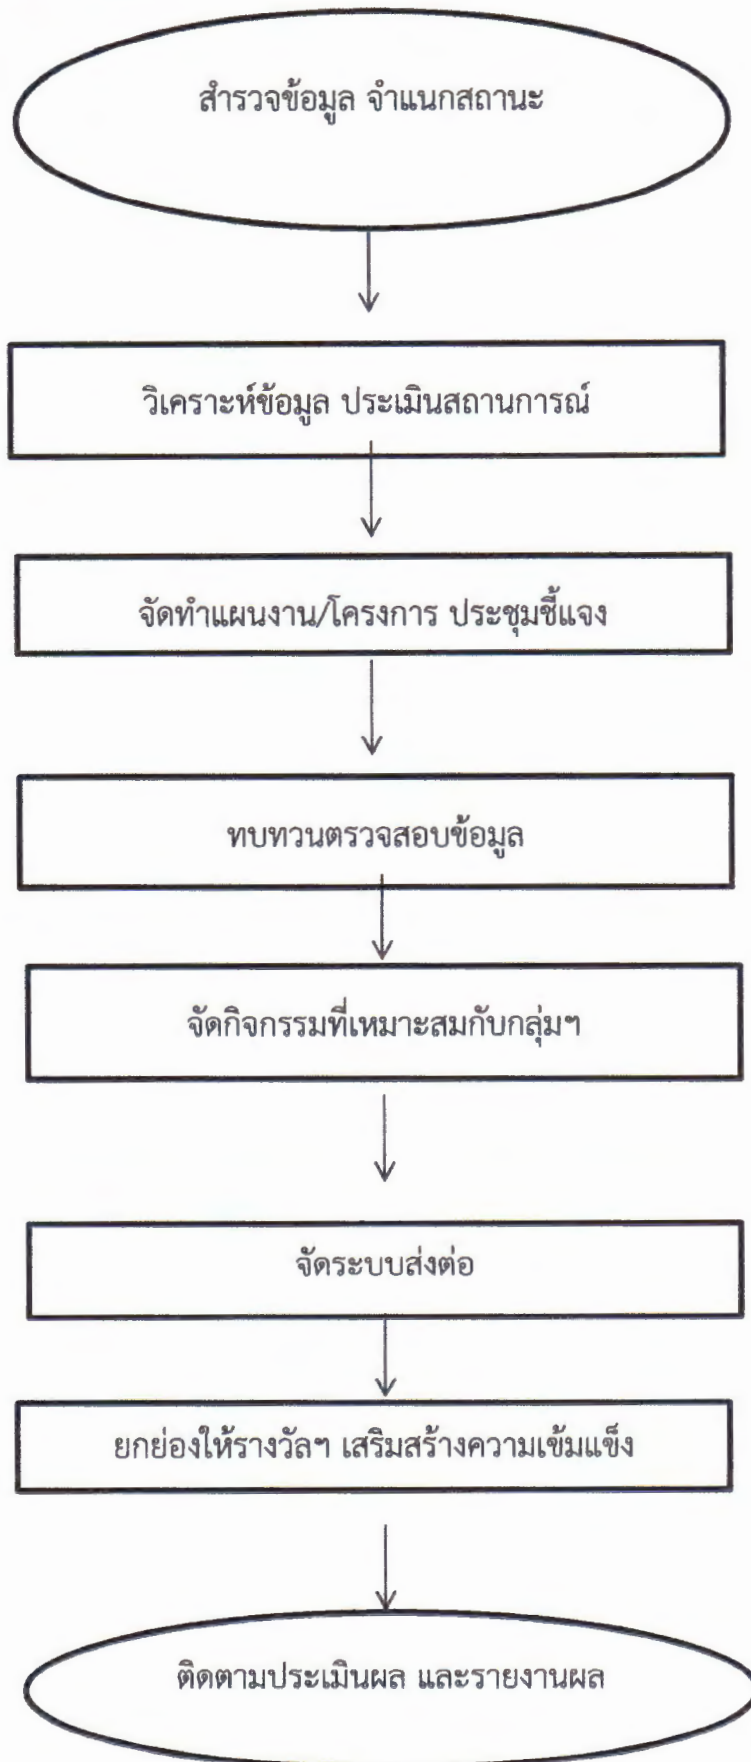 สำรวจข้อมูล จำแนกสถานะ
วิเคราะห์ข้อมูล ประเมินสถานการณ์
จัดทำแผนงาน/โครงการ ประชุมชี้แจง
ทบทวนตรวจสอบข้อมูล
จัดกิจกรรมที่เหมาะสมกับกลุ่มฯ
จัดระบบส่งต่อ
ยกย่องให้รางวัลฯ เสริมสร้างความเข้มแข็ง
ติดตามประเมินผล และรายงานผล